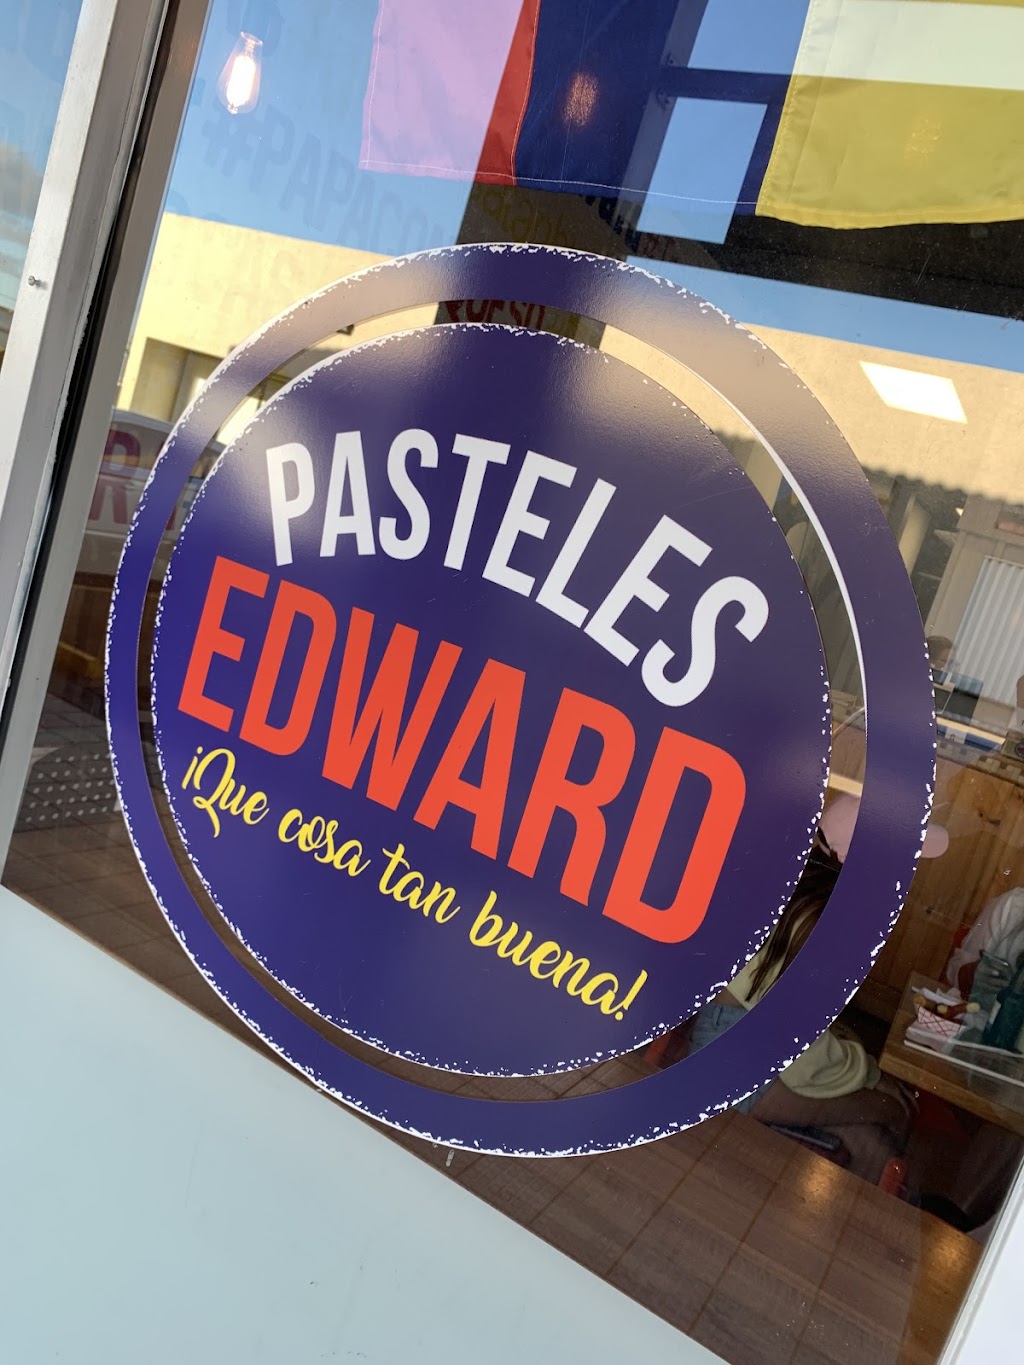 PASTELES
EDWARD
¡Que cosa tan buena!